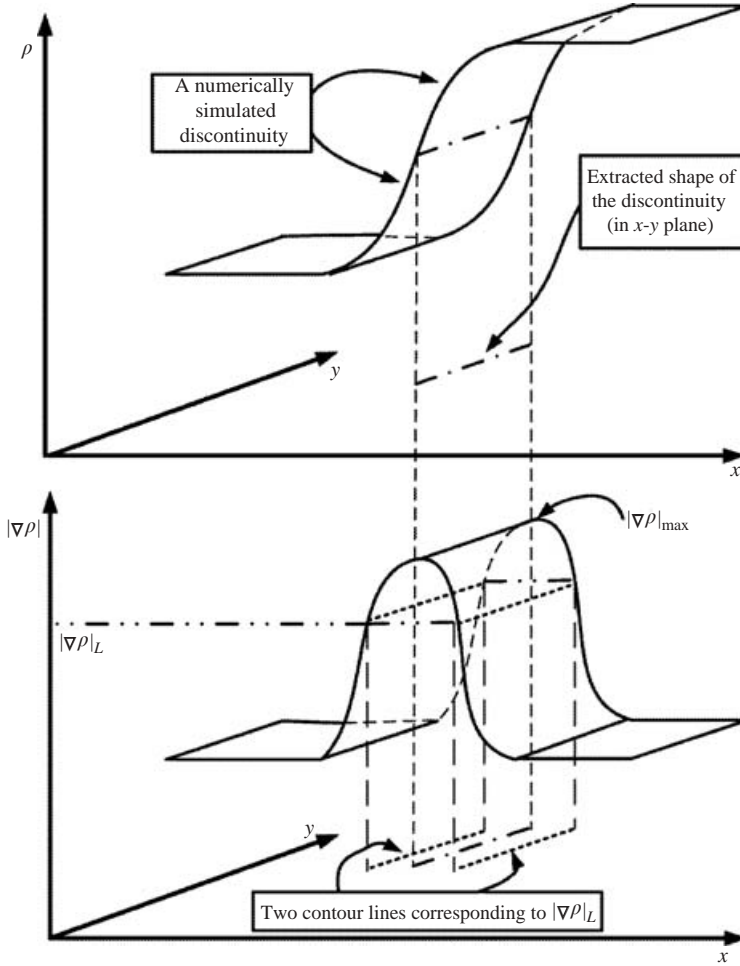 ρ
A numerically
simulated
discontinuity
Extracted shape of
the discontinuity
(in x-y plane)
y
x
|∇ρ|
|∇ρ|max
|∇ρ|L
y
Two contour lines corresponding to |∇ρ|L
x